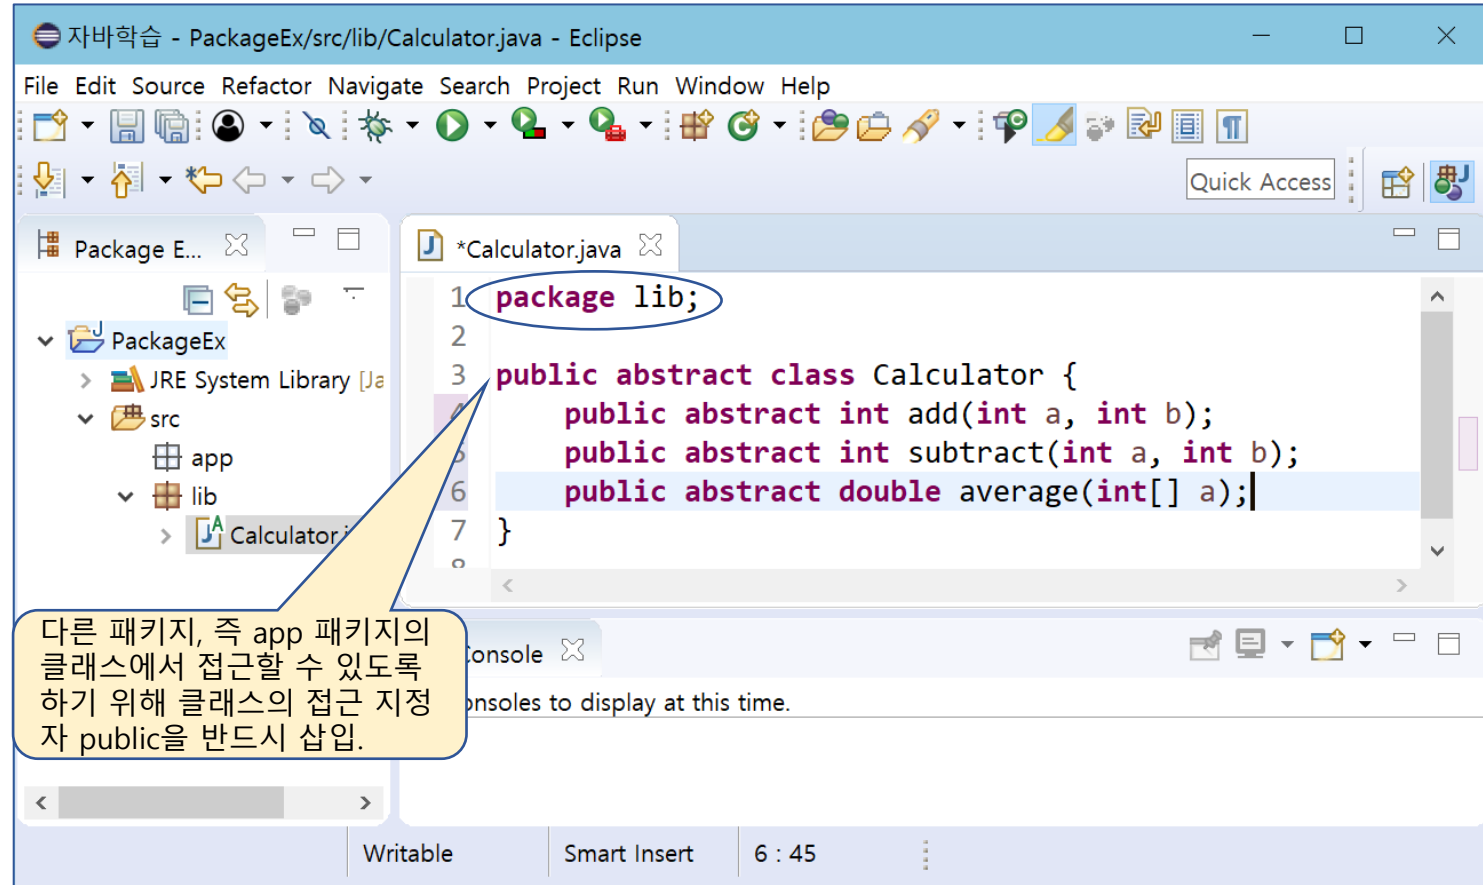 자바학습 - PackageEx/src/lib/Calculator.java - Eclipse
File Edit Source Refactor Navigate Search Project Run Window Help
Quick Access
Package E...
*Calculator.java
PackageEx
JRE System Library [Ja
src
app
lib
Calculator.j
1 package lib;
2
3 public abstract class Calculator {
4 public abstract int add(int a, int b);
5 public abstract int subtract(int a, int b);
6 public abstract double average(int[] a);
7 }
8
다른 패키지, 즉 app 패키지의
클래스에서 접근할 수 있도록
하기 위해 클래스의 접근 지정
자 public을 반드시 삽입.
Console
onsoles to display at this time.
Writable Smart Insert 6 : 45